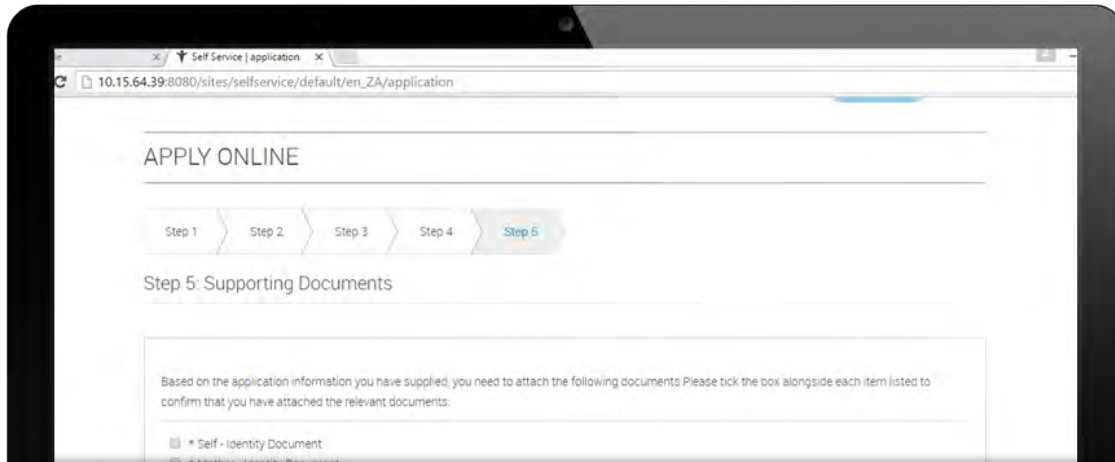 Self Service | application
10.15.64.39:8080/sites/selfservice/default/en_ZA/application
APPLY ONLINE
Step 1
Step 2
Step 3
Step 4
Step 5
Step 5: Supporting Documents
Based on the application information you have supplied, you need to attach the following documents.Please tick the box alongside each item listed to
confirm that you have attached the relevant documents:
* Self - Identity Document
* Mother - Identity Document